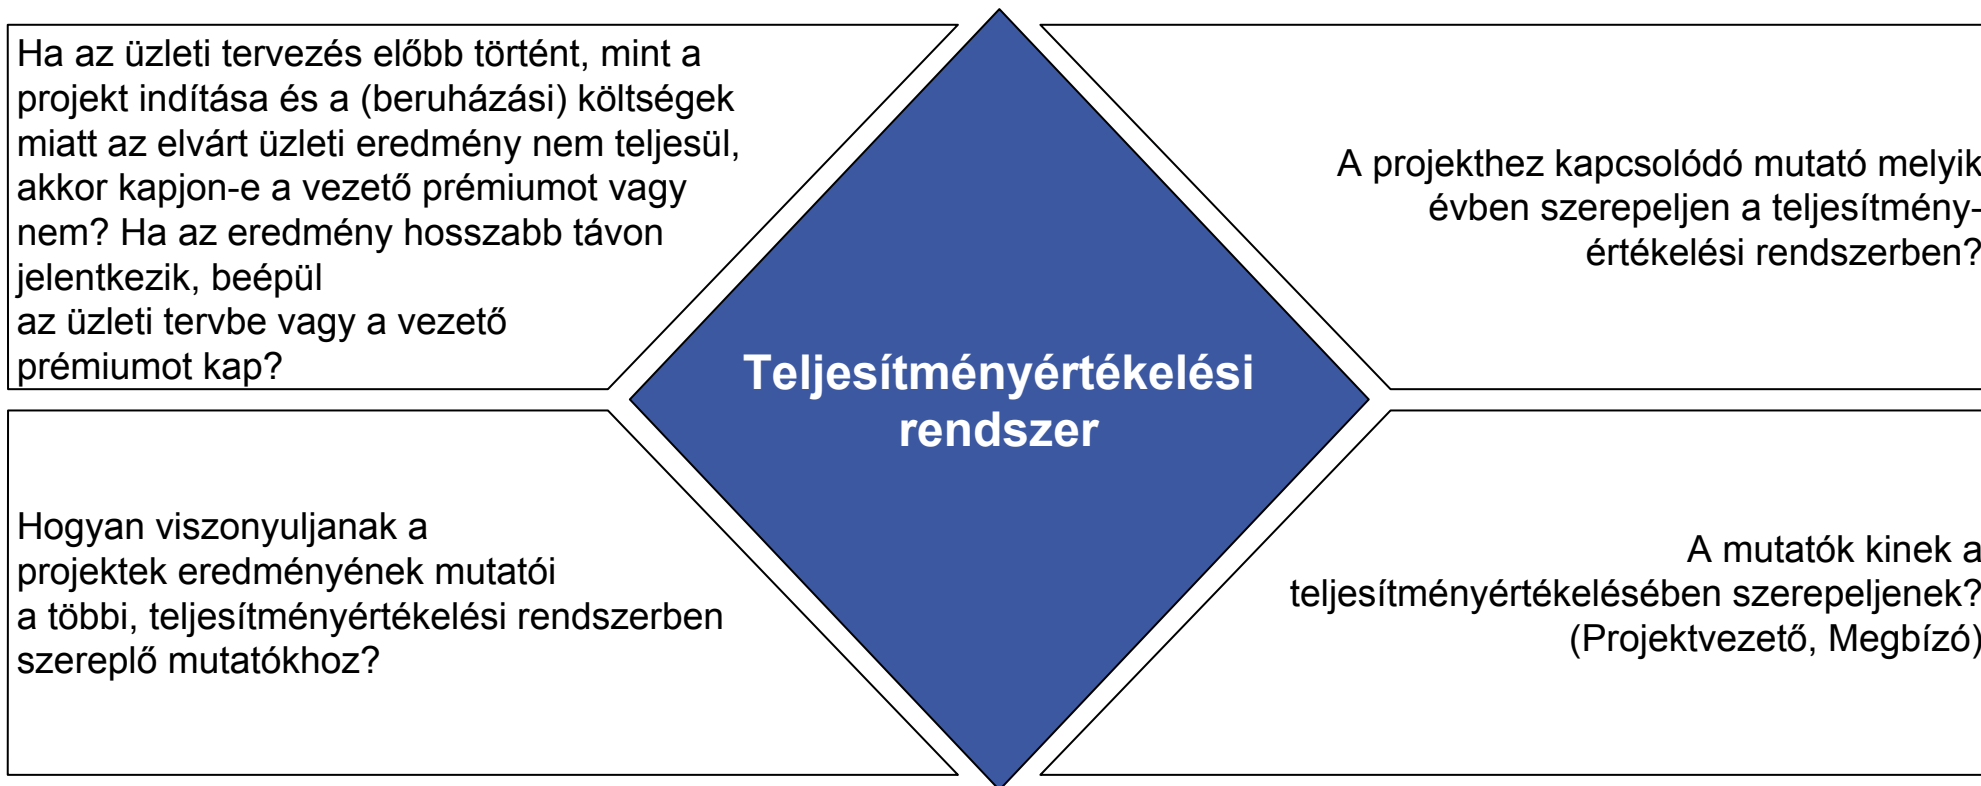 Ha az üzleti tervezés előbb történt, mint a
projekt indítása és a (beruházási) költségek
miatt az elvárt üzleti eredmény nem teljesül,
akkor kapjon-e a vezető prémiumot vagy
nem? Ha az eredmény hosszabb távon
jelentkezik, beépül
az üzleti tervbe vagy a vezető
prémiumot kap?
A projekthez kapcsolódó mutató melyik
évben szerepeljen a teljesítmény-
értékelési rendszerben?
Teljesítményértékelési
rendszer
Hogyan viszonyuljanak a
projektek eredményének mutatói
a többi, teljesítményértékelési rendszerben
szereplő mutatókhoz?
A mutatók kinek a
teljesítményértékelésében szerepeljenek?
(Projektvezető, Megbízó)